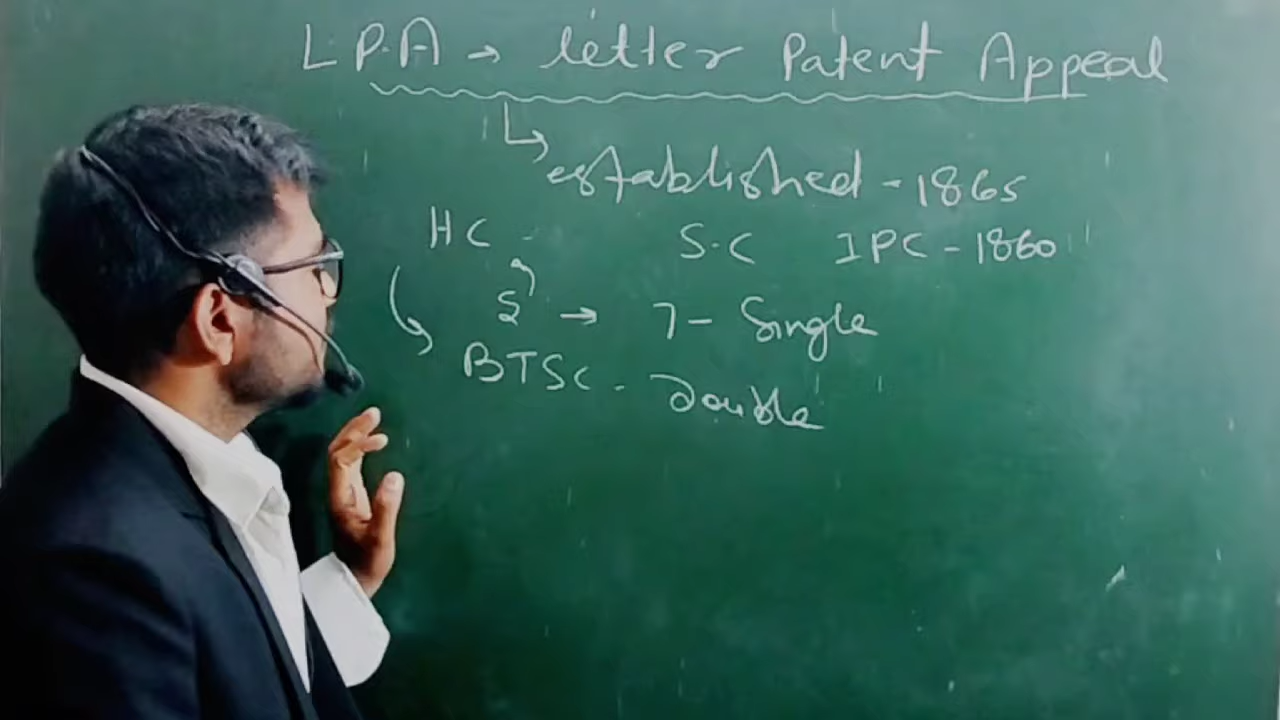 L.P.A → letter Patent Appeal
↳ established - 1865
HC - S.C IPC - 1860
S → 7 - Single
BTSC - Double